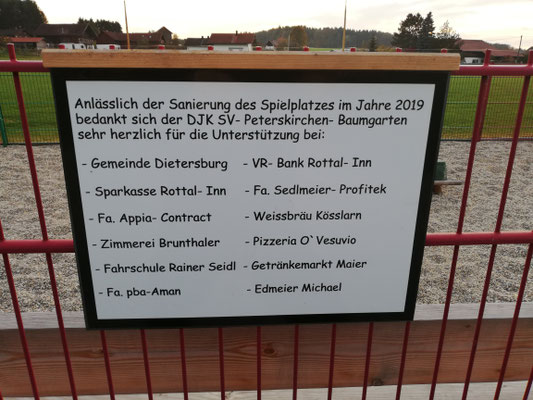 Anlässlich der Sanierung des Spielplatzes im Jahre 2019
bedankt sich der DJK SV- Peterskirchen- Baumgarten
sehr herzlich für die Unterstützung bei:
- Gemeinde Dietersburg
- VR- Bank Rottal- Inn
- Sparkasse Rottal- Inn
- Fa. Sedlmeier- Profitek
- Fa. Appia- Contract
- Weissbräu Kösslarn
- Zimmerei Brunthaler
- Pizzeria O`Vesuvio
- Fahrschule Rainer Seidl
- Getränkemarkt Maier
- Fa. pba-Aman
- Edmeier Michael